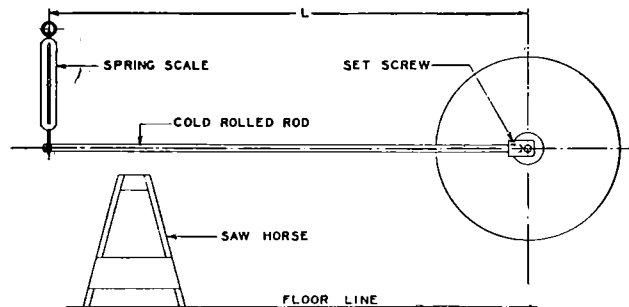 L
SPRING SCALE
SET SCREW
COLD ROLLED ROD
SAW HORSE
FLOOR LINE